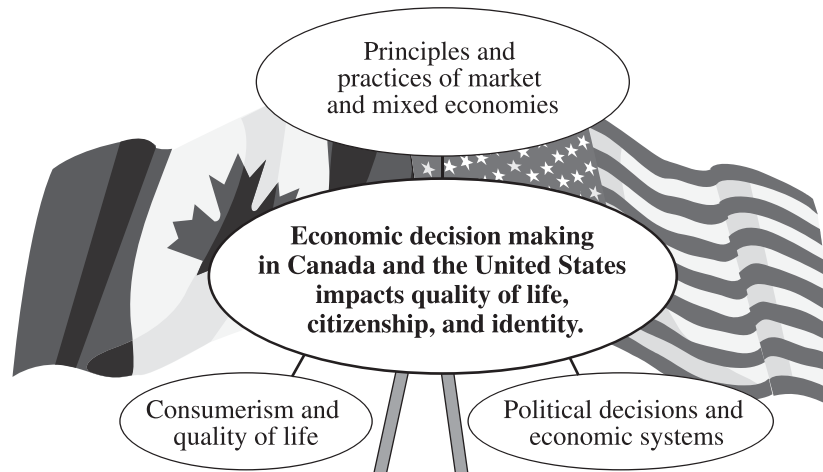 Principles and
practices of market
and mixed economies
Economic decision making
in Canada and the United States
impacts quality of life,
citizenship, and identity.
Consumerism and
quality of life
Political decisions and
economic systems